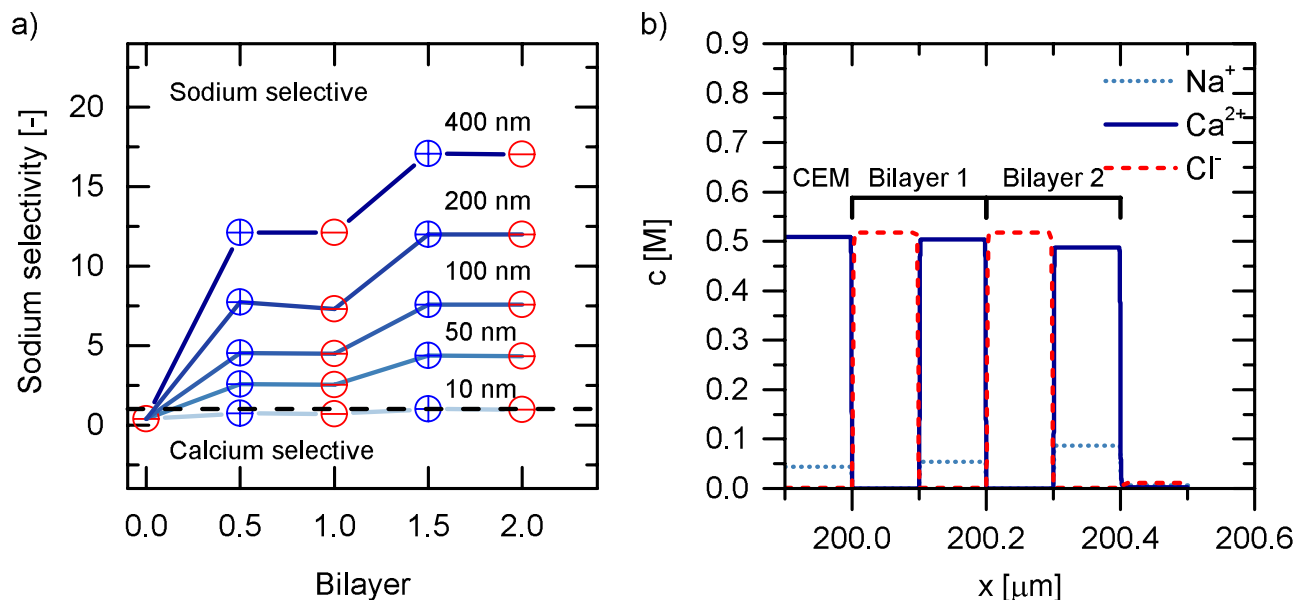 a)
Sodium selectivity [-]
20
15
10
5
0
Sodium selective
400 nm
200 nm
100 nm
50 nm
10 nm
Calcium selective
0.0 0.5 1.0 1.5 2.0
Bilayer
b)
c [M]
0.9
0.8
0.7
0.6
0.5
0.4
0.3
0.2
0.1
0.0
Na+
Ca2+
Cl-
CEM Bilayer 1 Bilayer 2
200.0 200.2 200.4 200.6
x [μm]